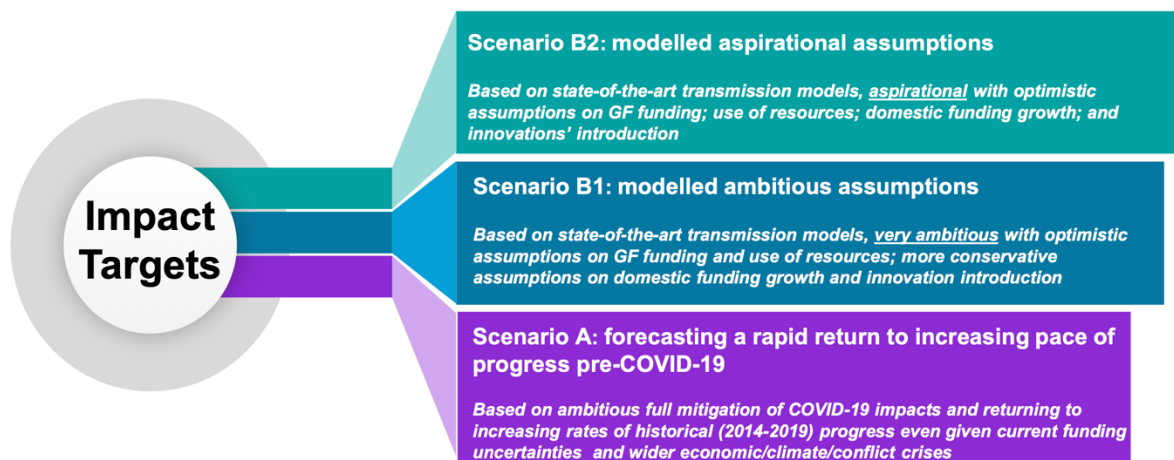 Impact
Targets
Scenario B2: modelled aspirational assumptions
Based on state-of-the-art transmission models, aspirational with optimistic
assumptions on GF funding; use of resources; domestic funding growth; and
innovations’ introduction
Scenario B1: modelled ambitious assumptions
Based on state-of-the-art transmission models, very ambitious with optimistic
assumptions on GF funding and use of resources; more conservative
assumptions on domestic funding growth and innovation introduction
Scenario A: forecasting a rapid return to increasing pace of
progress pre-COVID-19
Based on ambitious full mitigation of COVID-19 impacts and returning to
increasing rates of historical (2014-2019) progress even given current funding
uncertainties and wider economic/climate/conflict crises